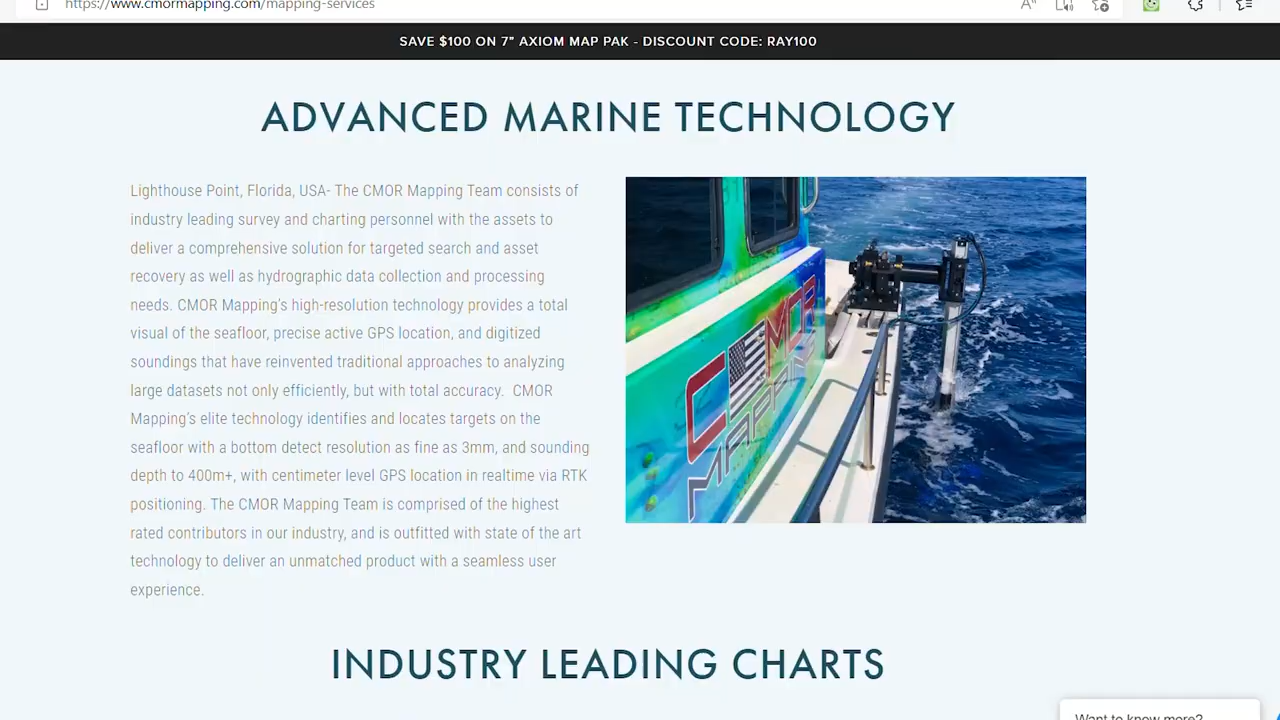 https://www.cmormapping.com/mapping-services
SAVE $100 ON 7" AXIOM MAP PAK - DISCOUNT CODE: RAY100
ADVANCED MARINE TECHNOLOGY
Lighthouse Point, Florida, USA- The CMOR Mapping Team consists of
industry leading survey and charting personnel with the assets to
deliver a comprehensive solution for targeted search and asset
recovery as well as hydrographic data collection and processing
needs. CMOR Mapping's high-resolution technology provides a total
visual of the seafloor, precise active GPS location, and digitized
soundings that have reinvented traditional approaches to analyzing
large datasets not only efficiently, but with total accuracy.  CMOR
Mapping's elite technology identifies and locates targets on the
seafloor with a bottom detect resolution as fine as 3mm, and sounding
depth to 400m+, with centimeter level GPS location in realtime via RTK
positioning. The CMOR Mapping Team is comprised of the highest
rated contributors in our industry, and is outfitted with state of the art
technology to deliver an unmatched product with a seamless user
experience.
CMOR
MAPPING
INDUSTRY LEADING CHARTS
Want to know more?